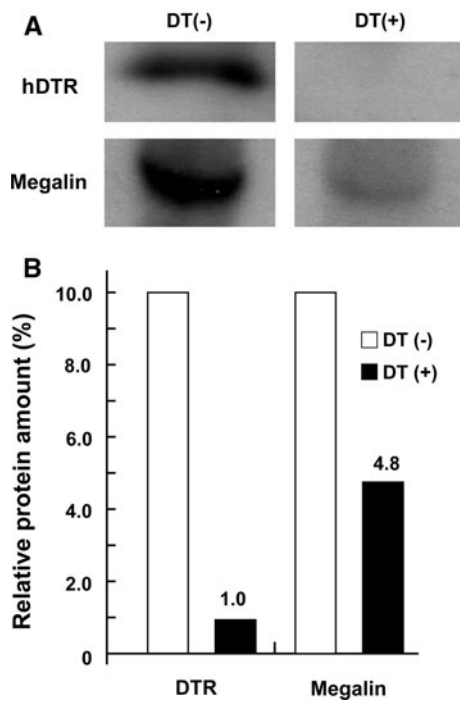 A
DT(-) DT(+)
hDTR
Megalin
B
Relative protein amount (%)
10.0
8.0
6.0
4.0
2.0
0
DT (-)
DT (+)
1.0
4.8
DTR Megalin